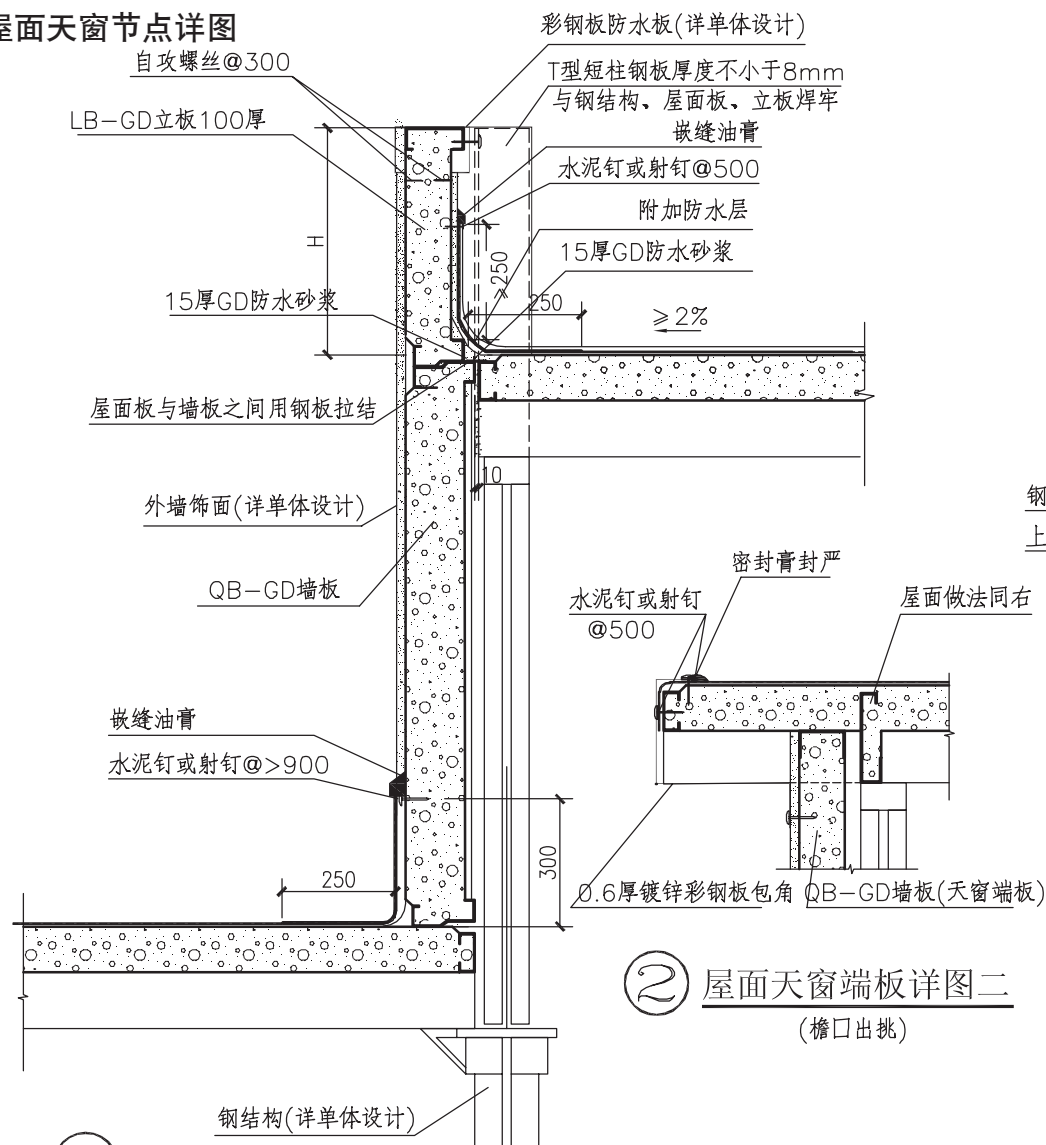 屋面天窗节点详图
彩钢板防水板(详单体设计)
自攻螺丝@300
T型短柱钢板厚度不小于8mm
与钢结构、屋面板、立板焊牢
LB-GD立板100厚
嵌缝油膏
水泥钉或射钉@500
附加防水层
H
15厚GD防水砂浆
≥250
15厚GD防水砂浆
250
≥2%
屋面板与墙板之间用钢板拉结
10
外墙饰面(详单体设计)
钢
上
密封膏封严
QB-GD墙板
水泥钉或射钉
@500
屋面做法同右
嵌缝油膏
水泥钉或射钉@>900
250
300
0.6厚镀锌彩钢板包角
QB-GD墙板(天窗端板)
2 屋面天窗端板详图二
(檐口出挑)
钢结构(详单体设计)